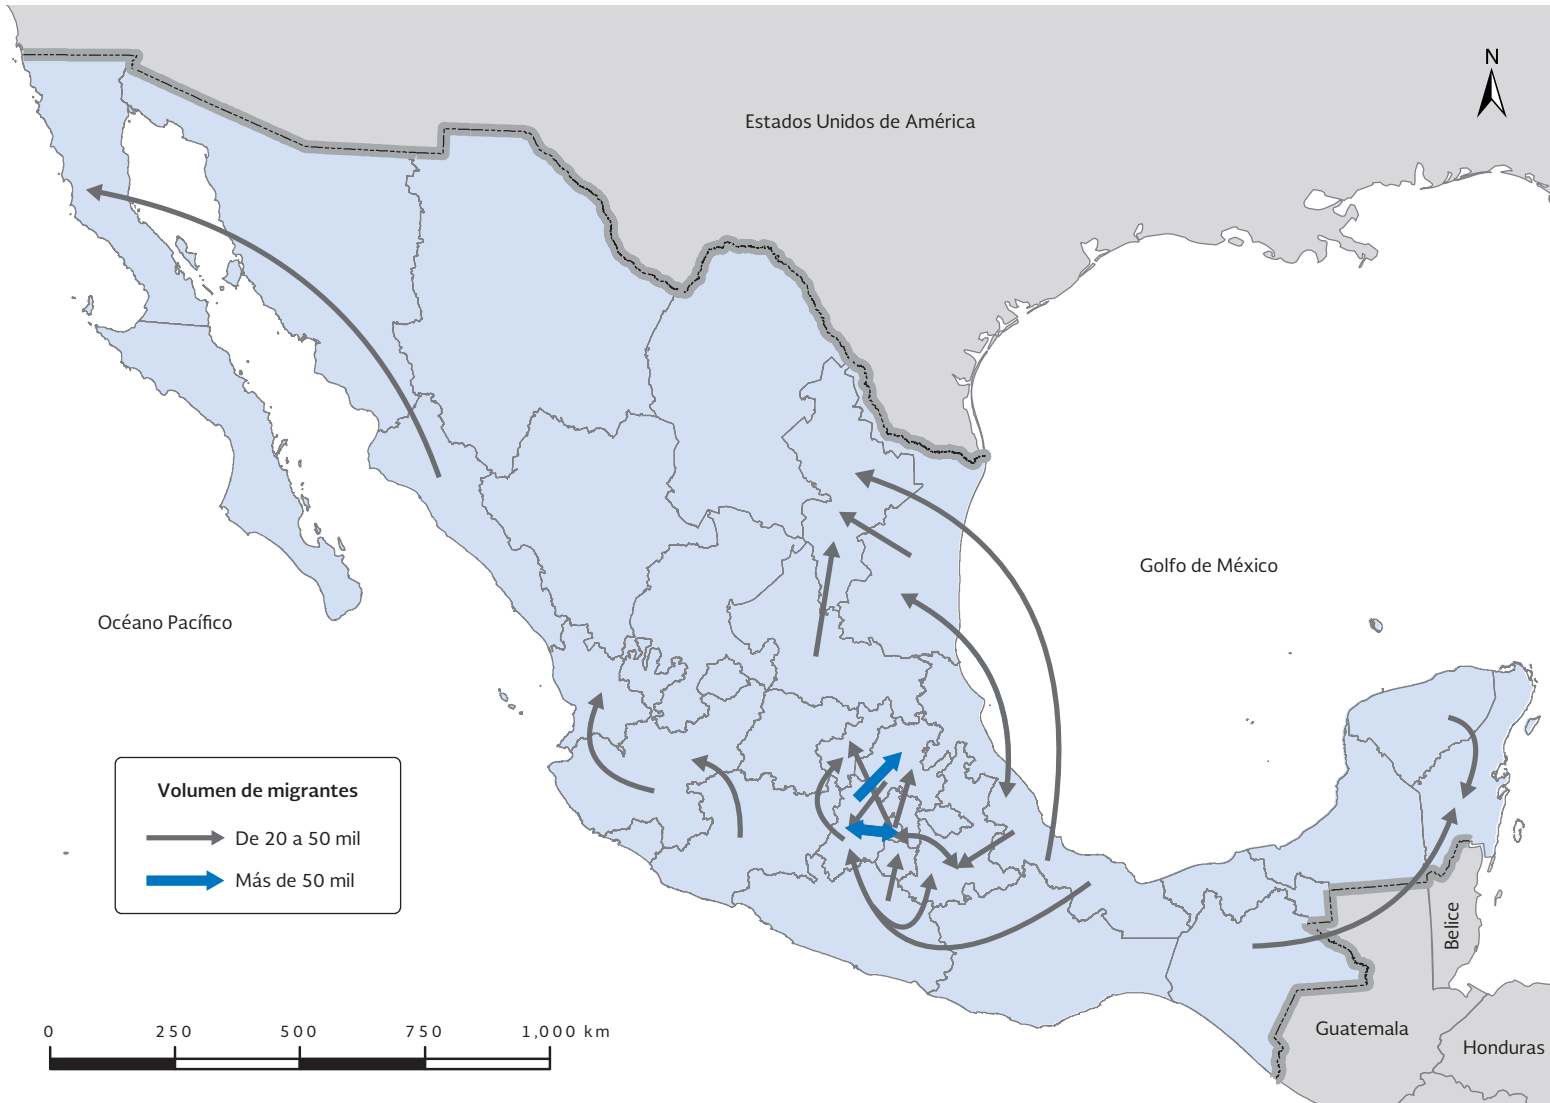 N
Estados Unidos de América
Golfo de México
Océano Pacífico
Volumen de migrantes
De 20 a 50 mil
Más de 50 mil
Belice
Guatemala
Honduras
0 250 500 750 1,000 km